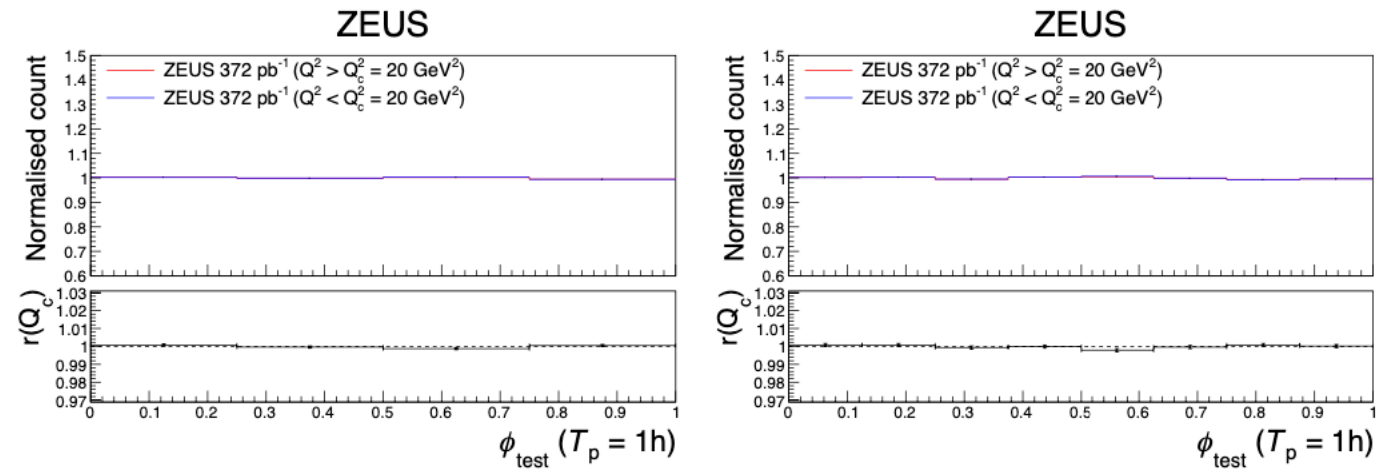 ZEUS
Normalised count
1.5
1.4
1.3
1.2
1.1
1
0.9
0.8
0.7
0.6
ZEUS 372 pb⁻¹ (Q² > Q²c = 20 GeV²)
ZEUS 372 pb⁻¹ (Q² < Q²c = 20 GeV²)
r(Qc)
1.03
1.02
1.01
1
0.99
0.98
0.97
0 0.1 0.2 0.3 0.4 0.5 0.6 0.7 0.8 0.9 1
ϕtest (Tp = 1h)
ZEUS
Normalised count
1.5
1.4
1.3
1.2
1.1
1
0.9
0.8
0.7
0.6
ZEUS 372 pb⁻¹ (Q² > Q²c = 20 GeV²)
ZEUS 372 pb⁻¹ (Q² < Q²c = 20 GeV²)
r(Qc)
1.03
1.02
1.01
1
0.99
0.98
0.97
0 0.1 0.2 0.3 0.4 0.5 0.6 0.7 0.8 0.9 1
ϕtest (Tp = 1h)